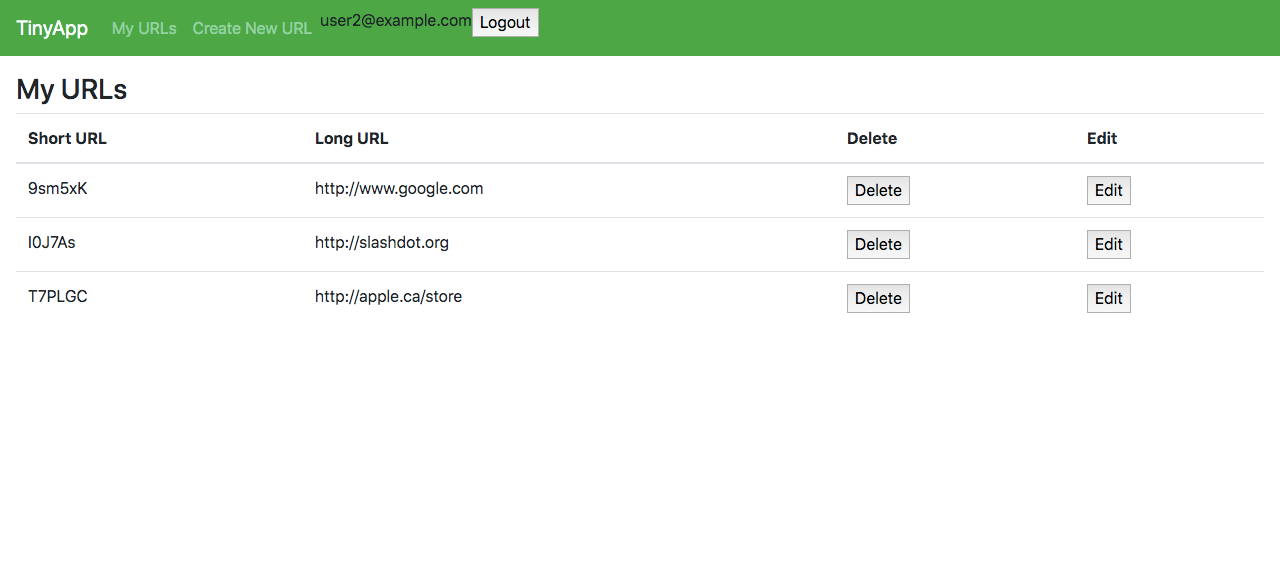 TinyApp My URLs Create New URL user2@example.com Logout
My URLs
Short URL Long URL Delete Edit
9sm5xK http://www.google.com Delete Edit
I0J7As http://slashdot.org Delete Edit
T7PLGC http://apple.ca/store Delete Edit